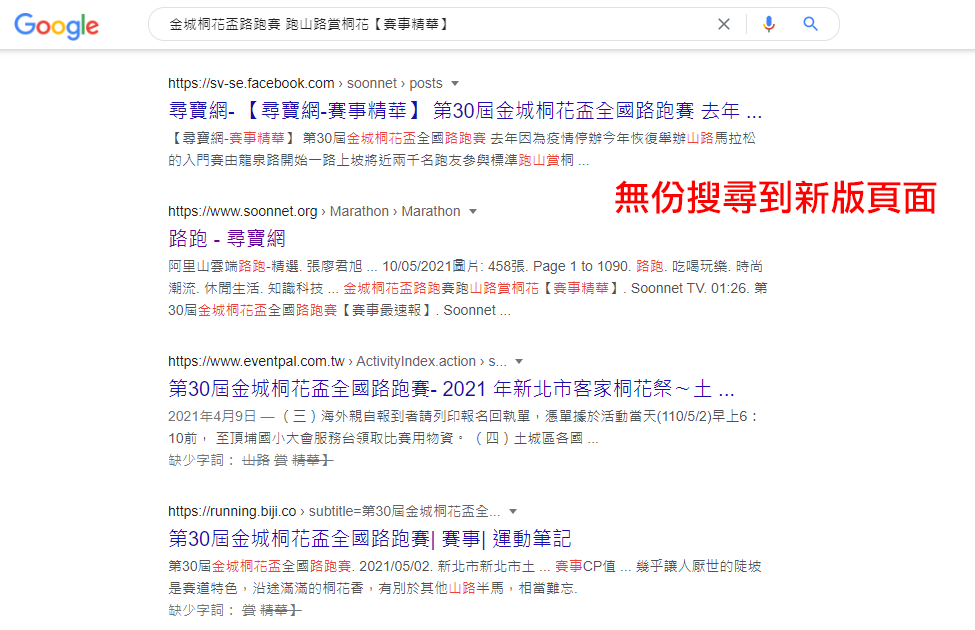 Google
金城桐花盃路跑賽 跑山路賞桐花【賽事精華】
https://sv-se.facebook.com › soonnet › posts
尋寶網- 【尋寶網-賽事精華】 第30屆金城桐花盃全國路跑賽 去年 ...
【尋寶網-賽事精華】 第30屆金城桐花盃全國路跑賽 去年因為疫情停辦今年恢復舉辦山路馬拉松
的入門賽由龍泉路開始一路上坡將近兩千名跑友參與標準跑山賞桐 ...
無份搜尋到新版頁面
https://www.soonnet.org › Marathon › Marathon
路跑 - 尋寶網
阿里山雲端路跑-精選. 張廖君旭 ... 10/05/2021圖片: 458張. Page 1 to 1090. 路跑. 吃喝玩樂. 時尚
潮流. 休閒生活. 知識科技 ... 金城桐花盃路跑賽跑山路賞桐花【賽事精華】. Soonnet TV. 01:26. 第
30屆金城桐花盃全國路跑賽【賽事最速報】. Soonnet ...
https://www.eventpal.com.tw › ActivityIndex.action › s...
第30屆金城桐花盃全國路跑賽- 2021 年新北市客家桐花祭～土 ...
2021年4月9日 — （三）海外親自報到者請列印報名回執單，憑單據於活動當天(110/5/2)早上6：
10前， 至頂埔國小大會服務台領取比賽用物資。 （四）土城區各國 ...
缺少字詞： 山路 賞 精華】
https://running.biji.co › subtitle=第30屆金城桐花盃全...
第30屆金城桐花盃全國路跑賽| 賽事| 運動筆記
第30屆金城桐花盃全國路跑賽. 2021/05/02. 新北市新北市土 ... 賽事CP值 ... 幾乎讓人厭世的陡坡
是賽道特色，沿途滿滿的桐花香，有別於其他山路半馬，相當難忘.
缺少字詞： 賞 精華】